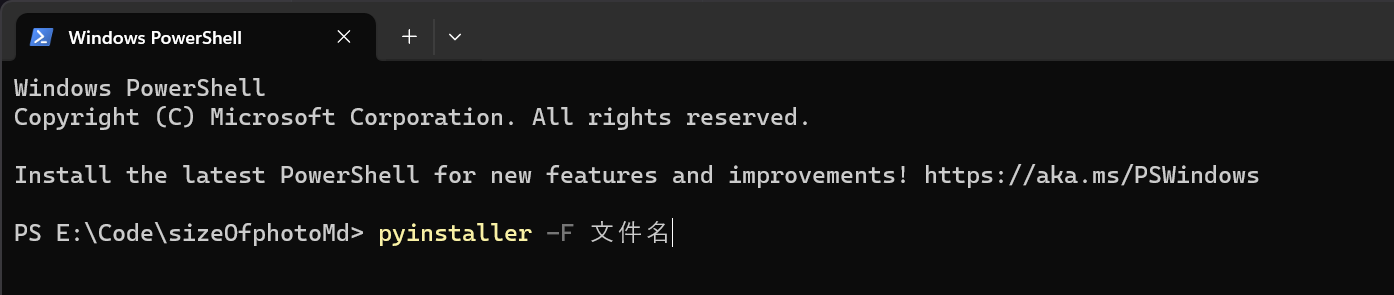 Windows PowerShell
Windows PowerShell
Copyright (C) Microsoft Corporation. All rights reserved.
Install the latest PowerShell for new features and improvements! https://aka.ms/PSWindows
PS E:\Code\sizeOfphotoMd> pyinstaller -F 文件名